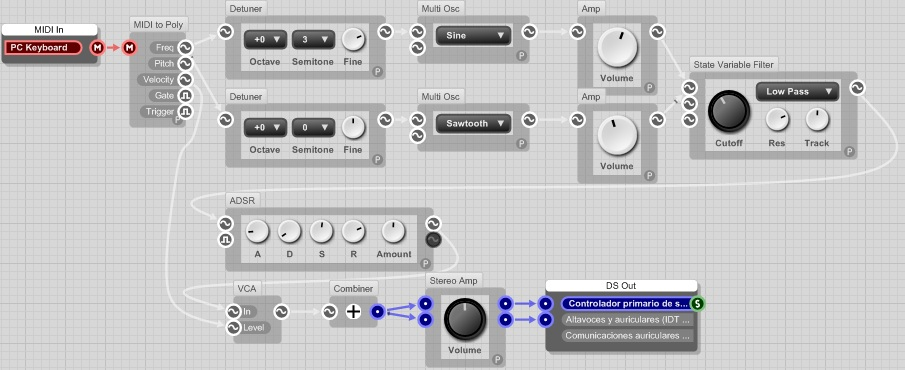 MIDI In
PC Keyboard
M
M
MIDI to Poly
Freq
Pitch
Velocity
Gate
Trigger
P
Detuner
+0
3
Octave
Semitone
Fine
P
Multi Osc
Sine
P
Amp
Volume
P
Detuner
+0
0
Octave
Semitone
Fine
P
Multi Osc
Sawtooth
P
Amp
Volume
P
State Variable Filter
Low Pass
Cutoff
Res
Track
P
ADSR
A
D
S
R
Amount
P
VCA
In
Level
Combiner
+
Stereo Amp
Volume
P
DS Out
Controlador primario de s...
S
Altavoces y auriculares (IDT ...
Comunicaciones auriculares ...